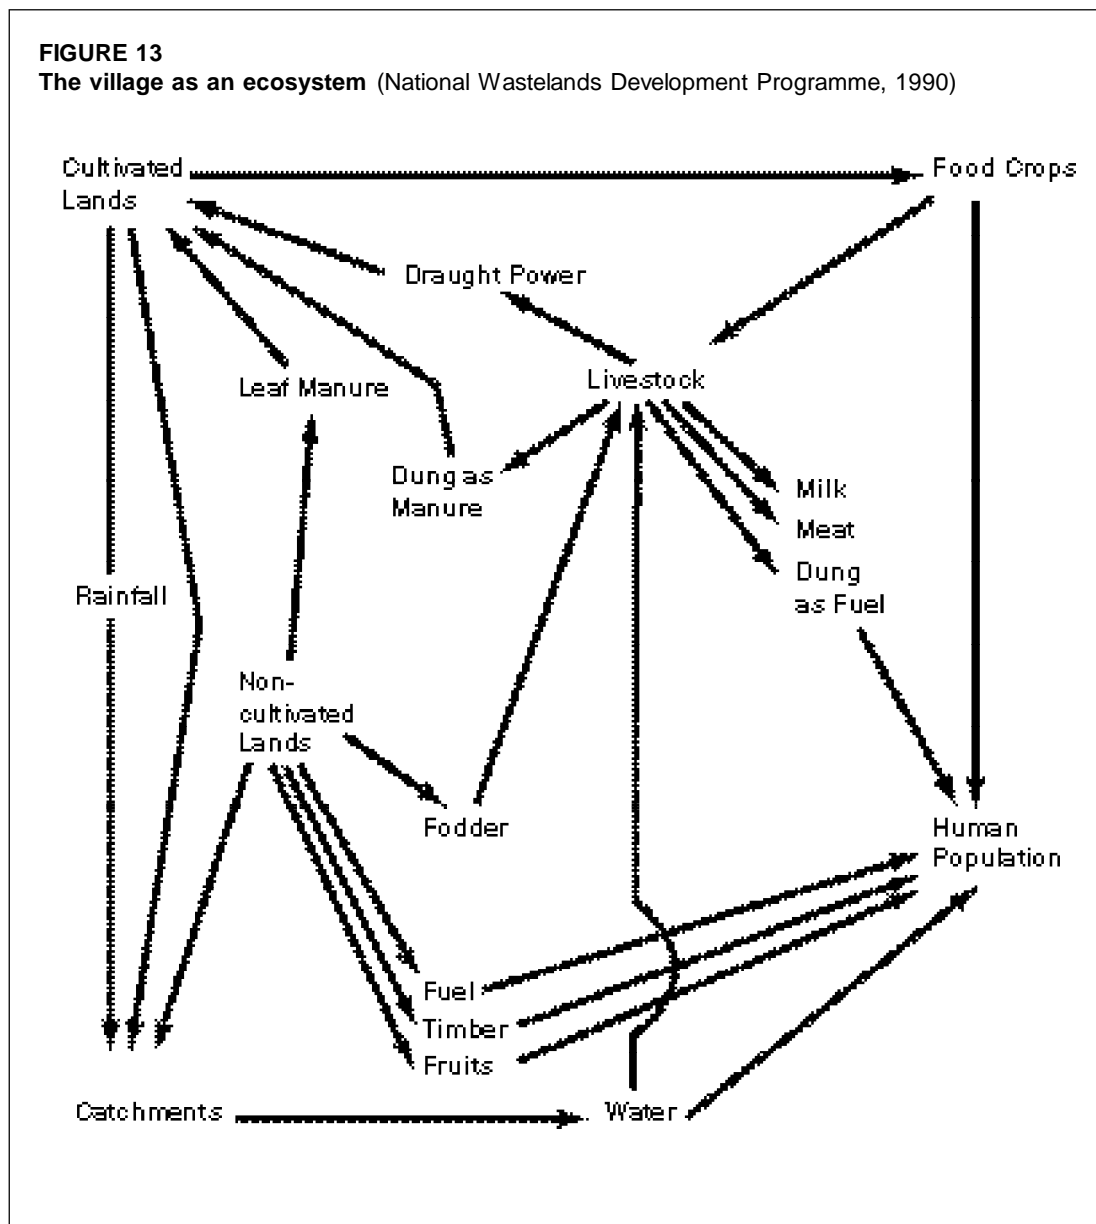 FIGURE 13
The village as an ecosystem (National Wastelands Development Programme, 1990)
Cultivated
Lands
Food Crops
Draught Power
Leaf Manure
Livestock
Dung as
Manure
Milk
Meat
Dung
as Fuel
Rainfall
Non-
cultivated
Lands
Fodder
Human
Population
Fuel
Timber
Fruits
Catchments
Water